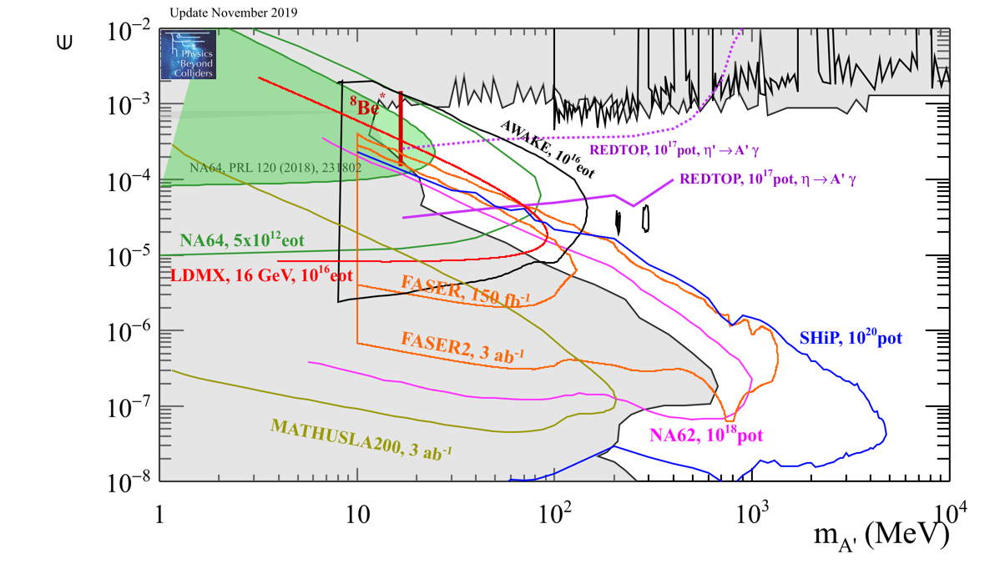 Update November 2019
∈
10⁻²
Physics
Beyond
Colliders
10⁻³
⁸Be*
AWAKE, 10¹⁶eot
REDTOP, 10¹⁷pot, η' → A' γ
NA64, PRL 120 (2018), 231802
10⁻⁴
REDTOP, 10¹⁷pot, η → A' γ
NA64, 5x10¹²eot
10⁻⁵
LDMX, 16 GeV, 10¹⁶eot
FASER, 150 fb⁻¹
10⁻⁶
FASER2, 3 ab⁻¹
SHiP, 10²⁰pot
10⁻⁷
MATHUSLA200, 3 ab⁻¹
NA62, 10¹⁸pot
10⁻⁸
1 10 10² 10³ 10⁴
m_A' (MeV)